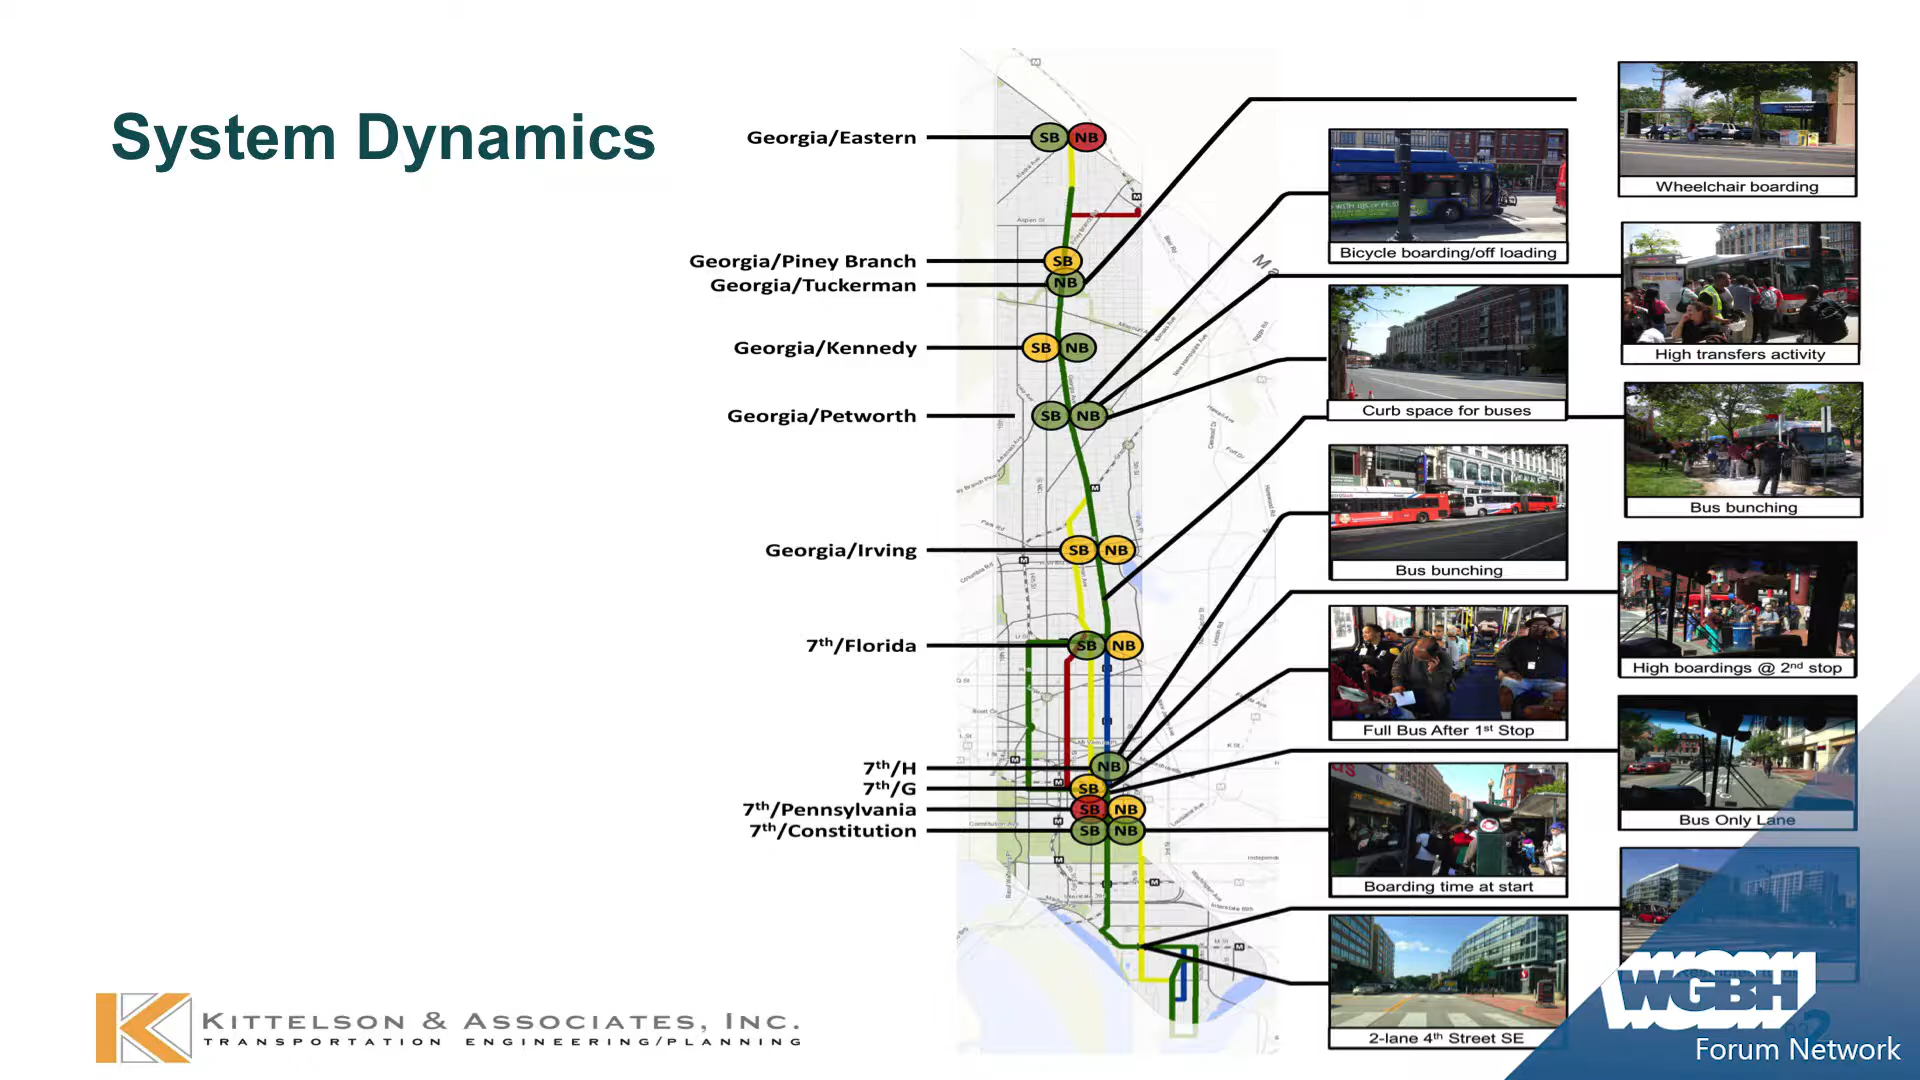 System Dynamics
Georgia/Eastern
SB NB
Georgia/Piney Branch
SB
Georgia/Tuckerman
NB
Georgia/Kennedy
SB NB
Georgia/Petworth
SB NB
Georgia/Irving
SB NB
7th/Florida
SB NB
7th/H
NB
7th/G
SB
7th/Pennsylvania
SB NB
7th/Constitution
SB NB
Wheelchair boarding
Bicycle boarding/off loading
High transfers activity
Curb space for buses
Bus bunching
Bus bunching
High boardings @ 2nd stop
Full Bus After 1st Stop
Bus Only Lane
Boarding time at start
2-lane 4th Street SE
KITTELSON & ASSOCIATES, INC.
TRANSPORTATION ENGINEERING/PLANNING
WGBH
Forum Network